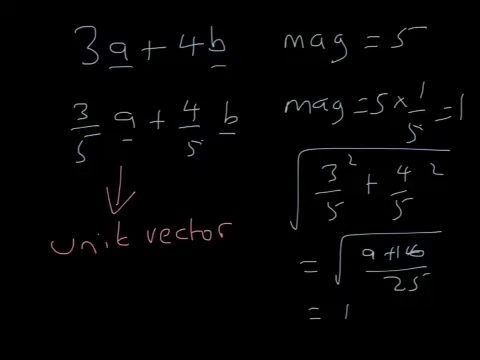 3a + 4b mag = 5
3/5 a + 4/5 b mag = 5 × 1/5 = 1
√(3/5² + 4/5²)
unit vector
= √(9+16/25)
= 1